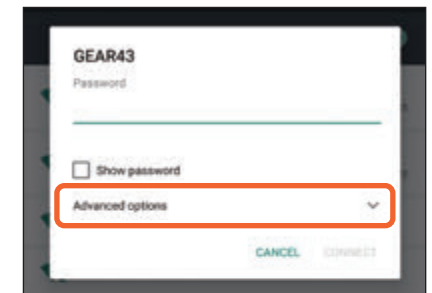 GEAR43
Password
Show password
Advanced options
CANCEL CONNECT